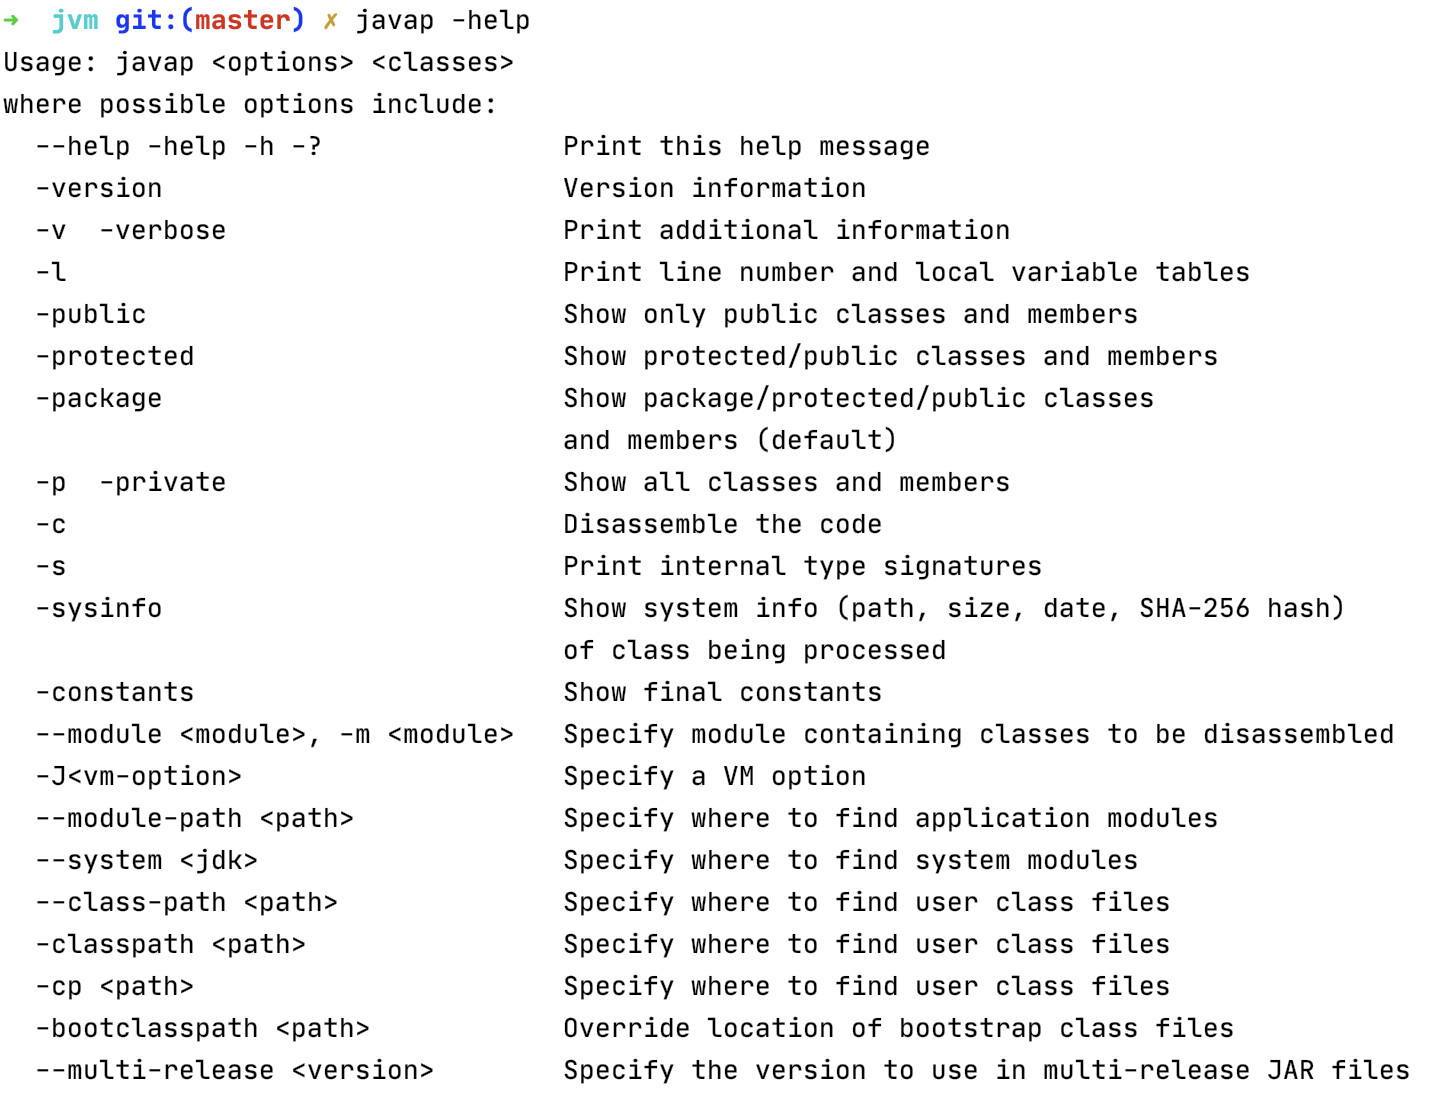 ➜  jvm git:(master) ✗ javap -help
Usage: javap <options> <classes>
where possible options include:
  --help -help -h -?               Print this help message
  -version                         Version information
  -v  -verbose                     Print additional information
  -l                               Print line number and local variable tables
  -public                          Show only public classes and members
  -protected                       Show protected/public classes and members
  -package                         Show package/protected/public classes
                                   and members (default)
  -p  -private                     Show all classes and members
  -c                               Disassemble the code
  -s                               Print internal type signatures
  -sysinfo                         Show system info (path, size, date, SHA-256 hash)
                                   of class being processed
  -constants                       Show final constants
  --module <module>, -m <module>   Specify module containing classes to be disassembled
  -J<vm-option>                    Specify a VM option
  --module-path <path>             Specify where to find application modules
  --system <jdk>                   Specify where to find system modules
  --class-path <path>              Specify where to find user class files
  -classpath <path>                Specify where to find user class files
  -cp <path>                       Specify where to find user class files
  -bootclasspath <path>            Override location of bootstrap class files
  --multi-release <version>        Specify the version to use in multi-release JAR files